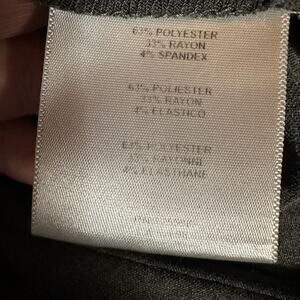 63% POLYESTER
33% RAYON
4% SPANDEX
63% POLIESTER
33% RAYON
4% ELASTICO
63% POLYESTER
33% RAYONNE
4% ELASTHANE